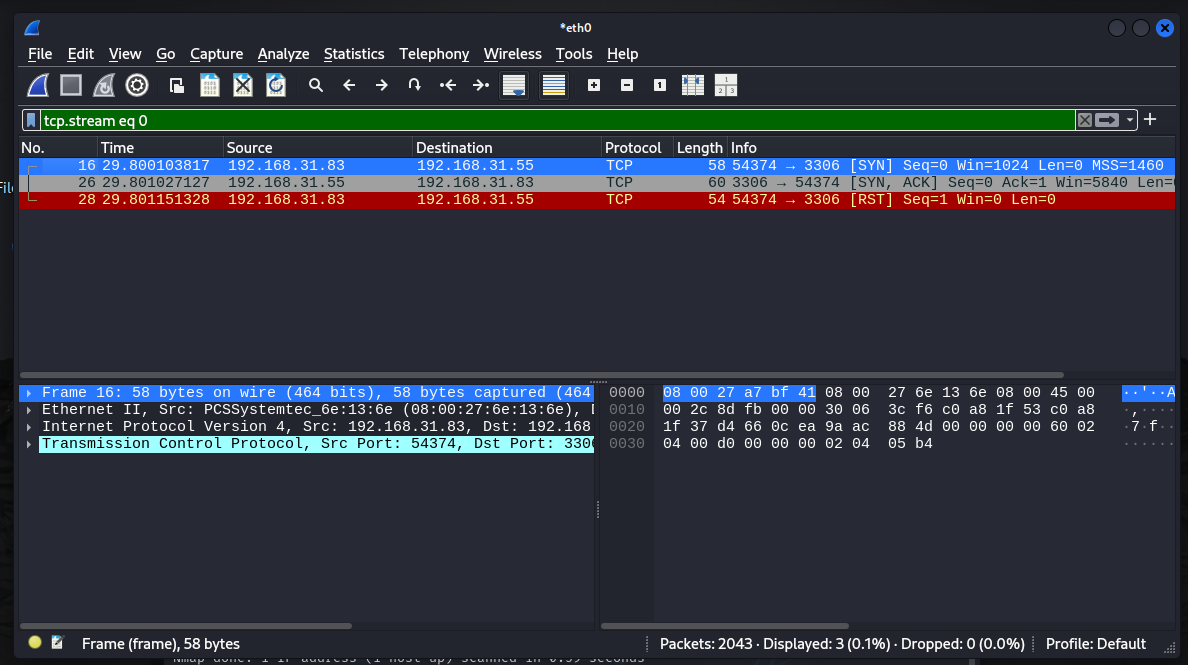 *eth0
File Edit View Go Capture Analyze Statistics Telephony Wireless Tools Help
tcp.stream eq 0
No. Time Source Destination Protocol Length Info
16 29.800103817 192.168.31.83 192.168.31.55 TCP 58 54374 → 3306 [SYN] Seq=0 Win=1024 Len=0 MSS=1460
26 29.801027127 192.168.31.55 192.168.31.83 TCP 60 3306 → 54374 [SYN, ACK] Seq=0 Ack=1 Win=5840 Len=
28 29.801151328 192.168.31.83 192.168.31.55 TCP 54 54374 → 3306 [RST] Seq=1 Win=0 Len=0
Frame 16: 58 bytes on wire (464 bits), 58 bytes captured (464
Ethernet II, Src: PCSSystemtec_6e:13:6e (08:00:27:6e:13:6e),
Internet Protocol Version 4, Src: 192.168.31.83, Dst: 192.168
Transmission Control Protocol, Src Port: 54374, Dst Port: 3306
0000 08 00 27 a7 bf 41 08 00 27 6e 13 6e 08 00 45 00 ··'··A
0010 00 2c 8d fb 00 00 30 06 3c f6 c0 a8 1f 53 c0 a8 ·,····
0020 1f 37 d4 66 0c ea 9a ac 88 4d 00 00 00 00 60 02 ·7·f··
0030 04 00 d0 00 00 00 02 04 05 b4 ······
Frame (frame), 58 bytes
Packets: 2043 · Displayed: 3 (0.1%) · Dropped: 0 (0.0%)
Profile: Default